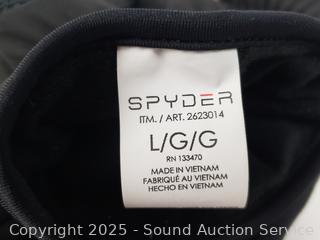 SPYDER
ITM. / ART. 2623014
L/G/G
RN 133470
MADE IN VIETNAM
FABRIQUÉ AU VIETNAM
HECHO EN VIETNAM
Copyright 2025 - Sound Auction Service